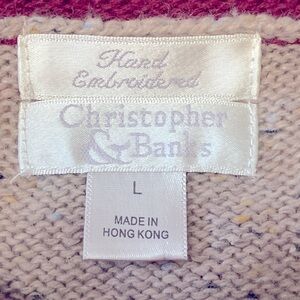 Hand
Embroidered
Christopher
& Banks
L
MADE IN
HONG KONG